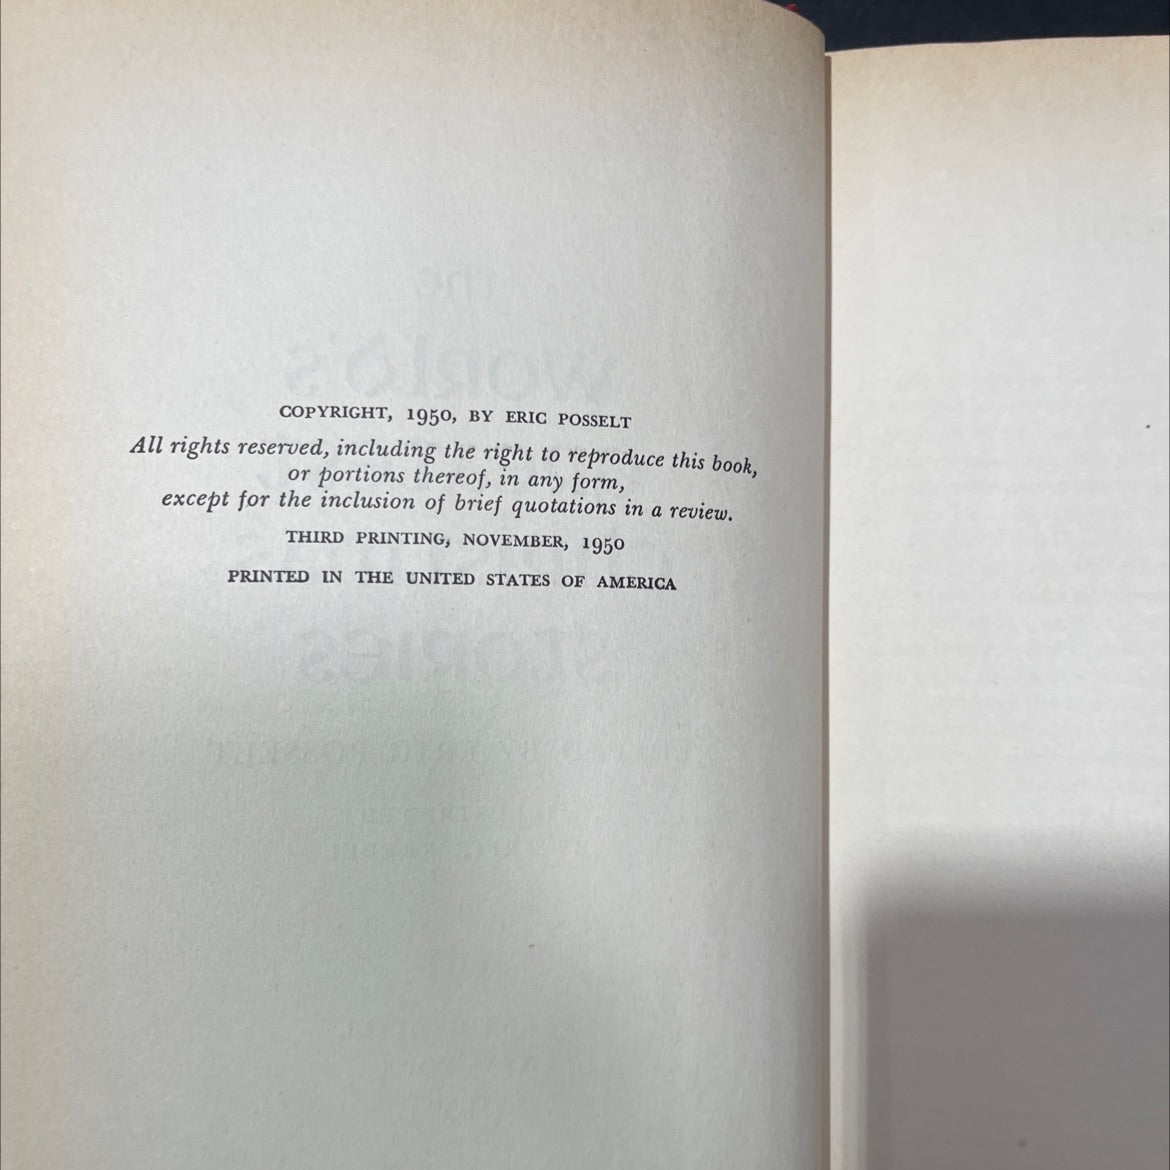 COPYRIGHT, 1950, BY ERIC POSSELT
All rights reserved, including the right to reproduce this book,
or portions thereof, in any form,
except for the inclusion of brief quotations in a review.
THIRD PRINTING, NOVEMBER, 1950
PRINTED IN THE UNITED STATES OF AMERICA